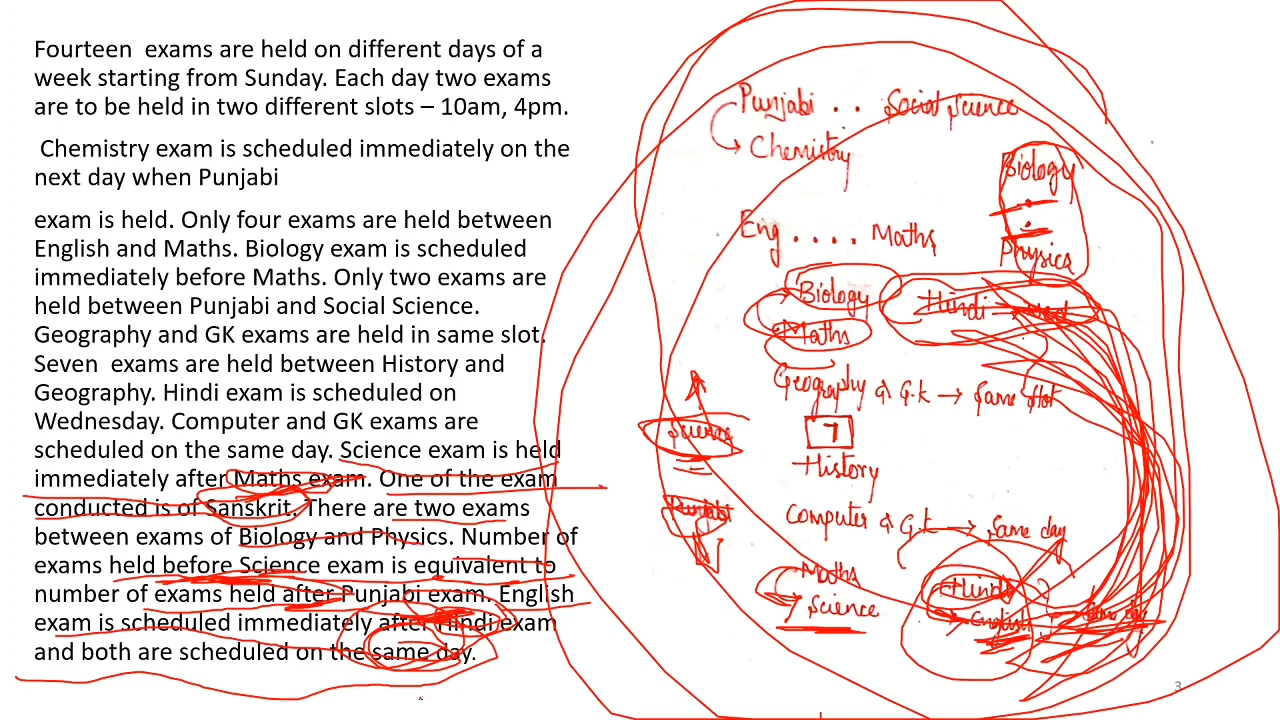 Fourteen exams are held on different days of a
week starting from Sunday. Each day two exams
are to be held in two different slots – 10am, 4pm.
Chemistry exam is scheduled immediately on the
next day when Punjabi
exam is held. Only four exams are held between
English and Maths. Biology exam is scheduled
immediately before Maths. Only two exams are
held between Punjabi and Social Science.
Geography and GK exams are held in same slot.
Seven exams are held between History and
Geography. Hindi exam is scheduled on
Wednesday. Computer and GK exams are
scheduled on the same day. Science exam is held
immediately after Maths exam. One of the exam
conducted is of Sanskrit. There are two exams
between exams of Biology and Physics. Number of
exams held before Science exam is equivalent to
number of exams held after Punjabi exam. English
exam is scheduled immediately after Hindi exam
and both are scheduled on the same day.
Punjabi . . Social Science
Chemistry
Biology
:
Physics
Eng . . . . Maths
Biology
Maths
Hindi
Geography & G.k → Same Slot
Science
7
History
Punjabi
Computer & G.k → Same day
Maths
Science
Hindi
English
Same day
3